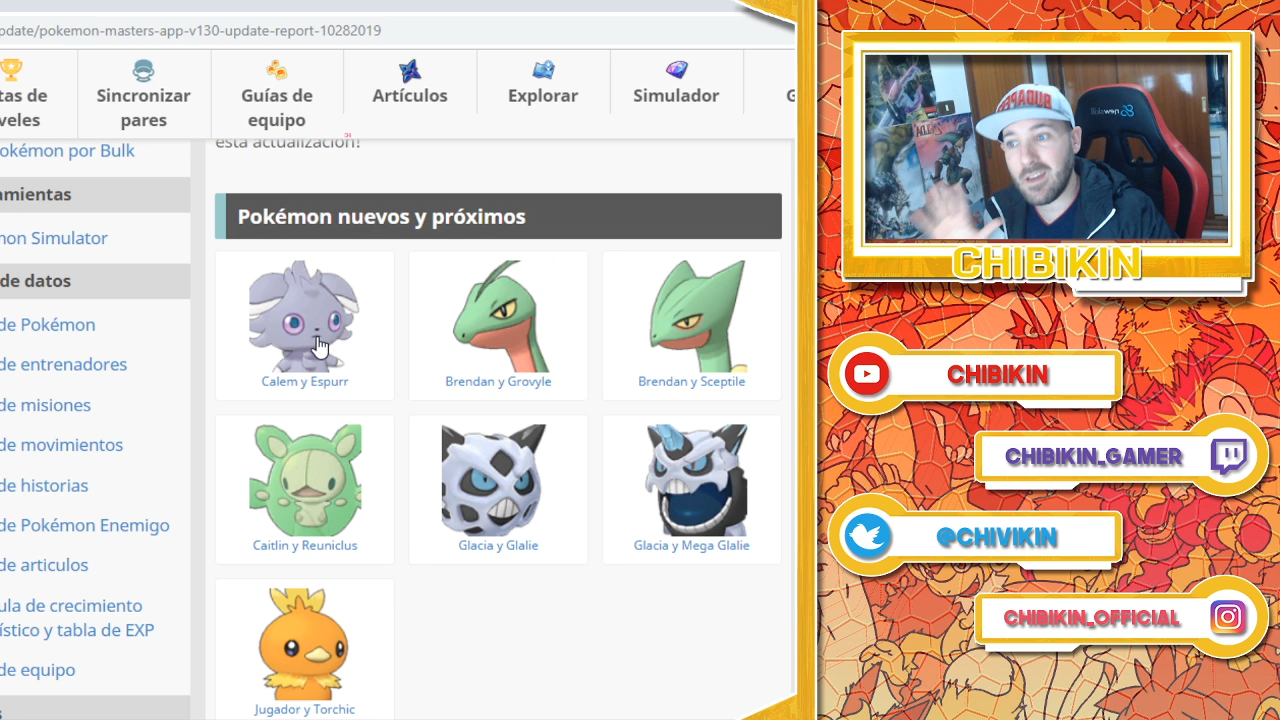 pdate/pokemon-masters-app-v130-update-report-10282019
tas de
veles
Sincronizar
pares
Guías de
equipo
Artículos
Explorar
Simulador
G
okémon por Bulk
amientas
mon Simulator
de datos
de Pokémon
de entrenadores
de misiones
de movimientos
de historias
de Pokémon Enemigo
de articulos
ula de crecimiento
ístico y tabla de EXP
de equipo
s
esta actualización!
Pokémon nuevos y próximos
Calem y Espurr
Brendan y Grovyle
Brendan y Sceptile
Caitlin y Reuniclus
Glacia y Glalie
Glacia y Mega Glalie
Jugador y Torchic
BUDAPEST
newskill
CHIBIKIN
CHIBIKIN
CHIBIKIN_GAMER
@CHIVIKIN
CHIBIKIN_OFFICIAL